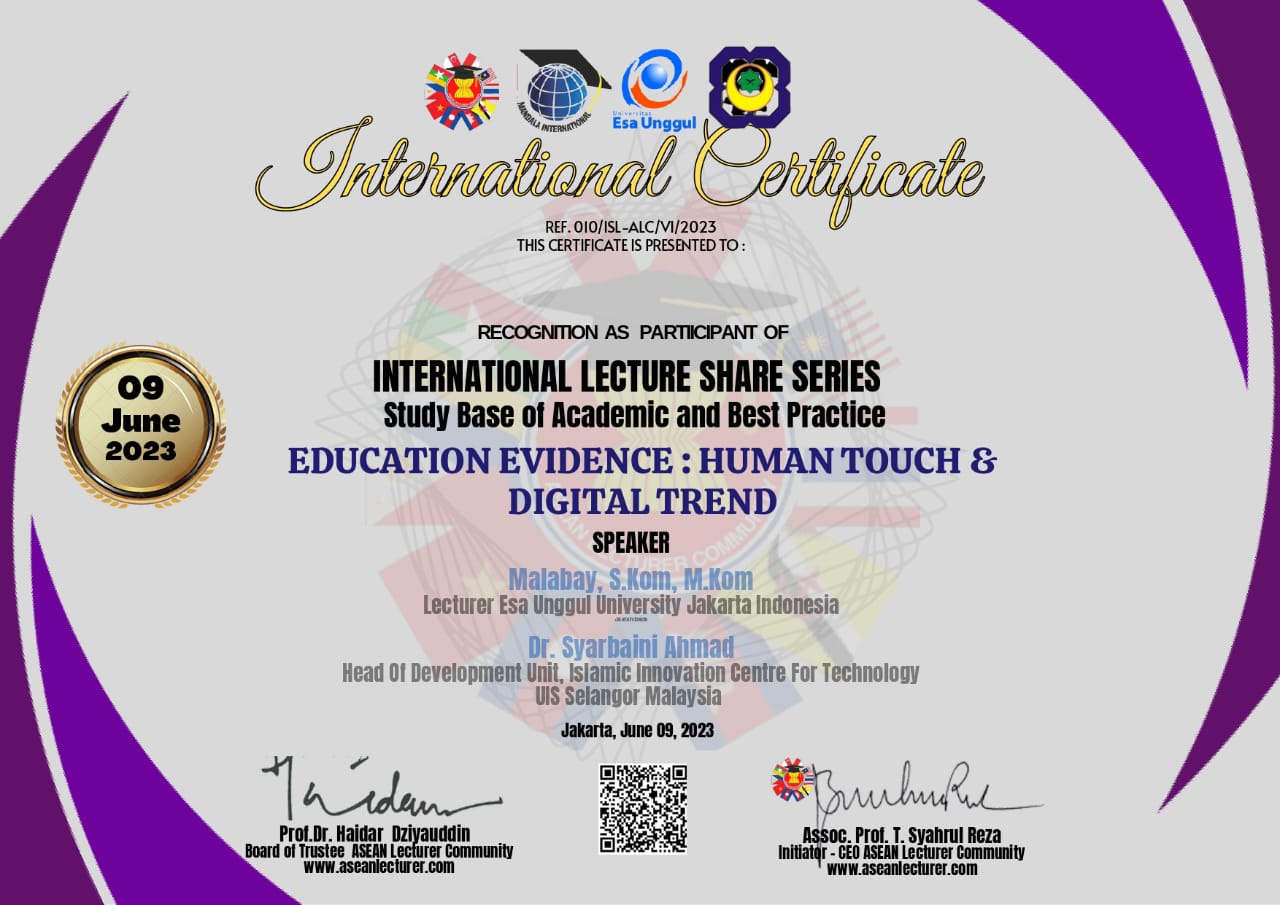 MANDALA INTERNATIONAL
Universitas
Esa Unggul
International Certificate
REF. 010/ISL-ALC/VI/2023
THIS CERTIFICATE IS PRESENTED TO :
RECOGNITION AS PARTIICIPANT OF
INTERNATIONAL LECTURE SHARE SERIES
Study Base of Academic and Best Practice
EDUCATION EVIDENCE : HUMAN TOUCH &
DIGITAL TREND
09
June
2023
SPEAKER
Malabay, S.Kom, M.Kom
Lecturer Esa Unggul University Jakarta Indonesia
Dr. Syarbaini Ahmad
Head Of Development Unit, Islamic Innovation Centre For Technology
UIS Selangor Malaysia
LECTURER COMMUNITY
Jakarta, June 09, 2023
Prof.Dr. Haidar Dziyauddin
Board of Trustee ASEAN Lecturer Community
www.aseanlecturer.com
Assoc. Prof. T. Syahrul Reza
Initiator - CEO ASEAN Lecturer Community
www.aseanlecturer.com